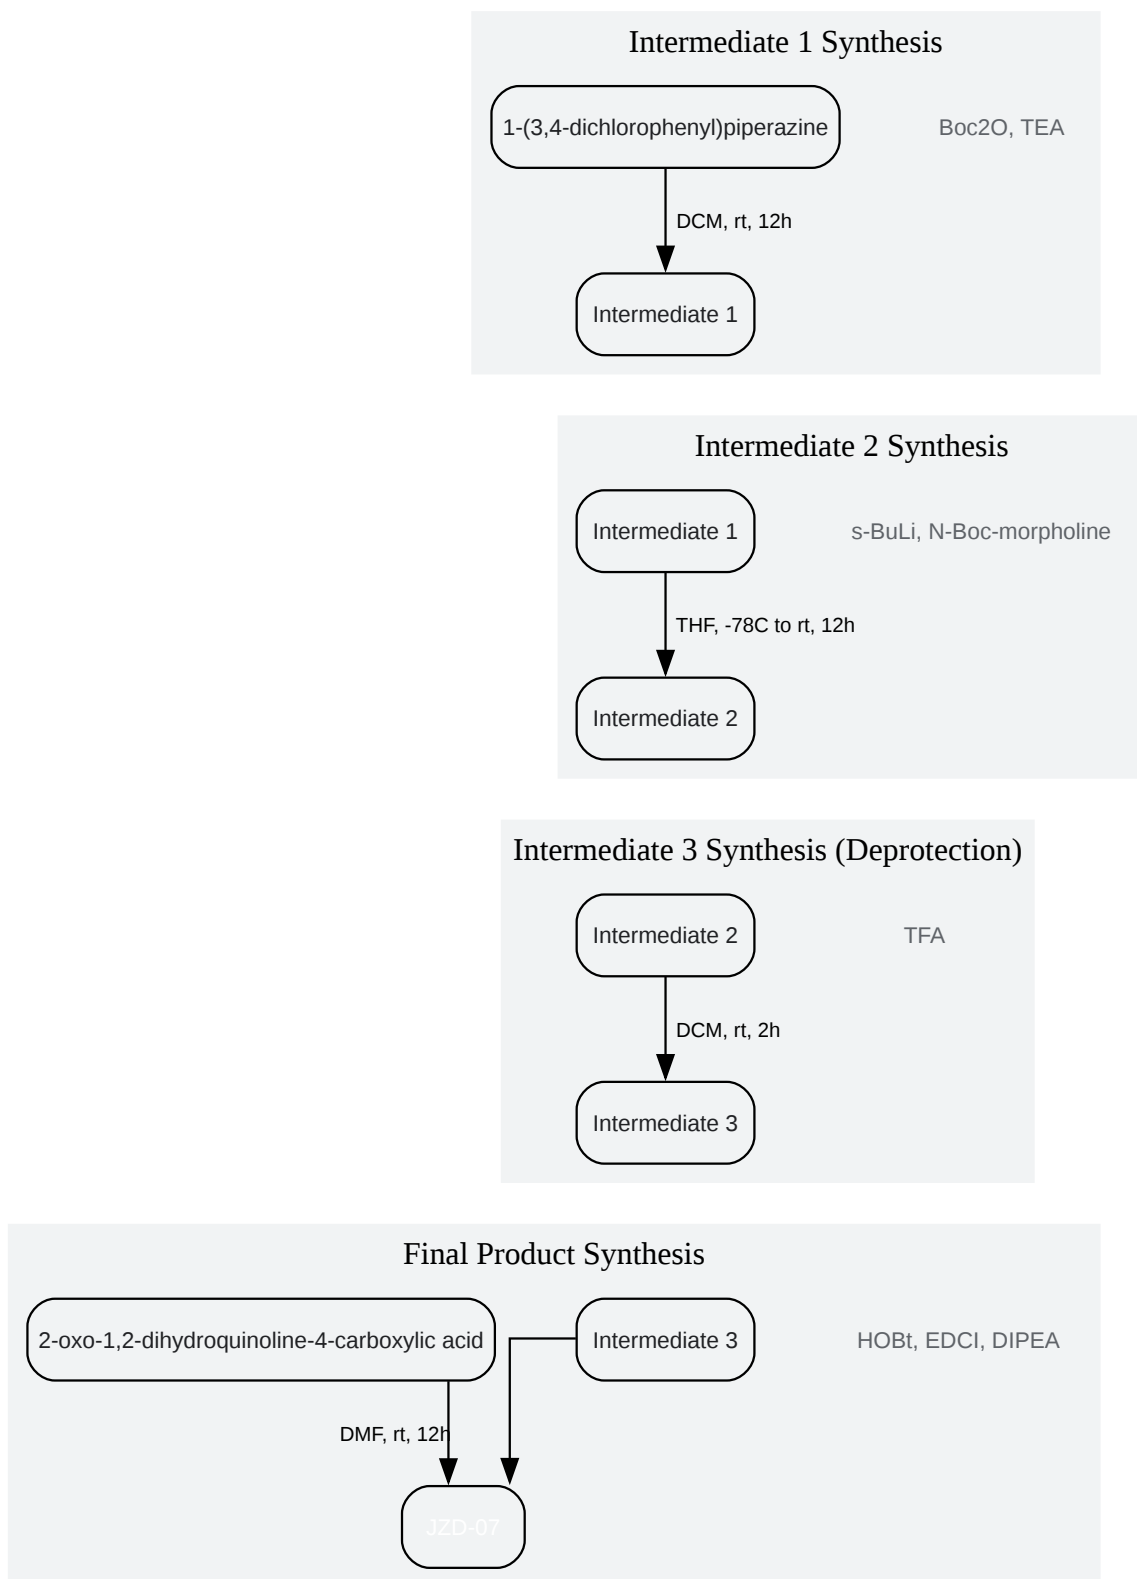 Intermediate 1 Synthesis
1-(3,4-dichlorophenyl)piperazine
Boc2O, TEA
DCM, rt, 12h
Intermediate 1
Intermediate 2 Synthesis
Intermediate 1
s-BuLi, N-Boc-morpholine
THF, -78C to rt, 12h
Intermediate 2
Intermediate 3 Synthesis (Deprotection)
Intermediate 2
TFA
DCM, rt, 2h
Intermediate 3
Final Product Synthesis
2-oxo-1,2-dihydroquinoline-4-carboxylic acid
Intermediate 3
HOBt, EDCI, DIPEA
DMF, rt, 12h
JZD-07